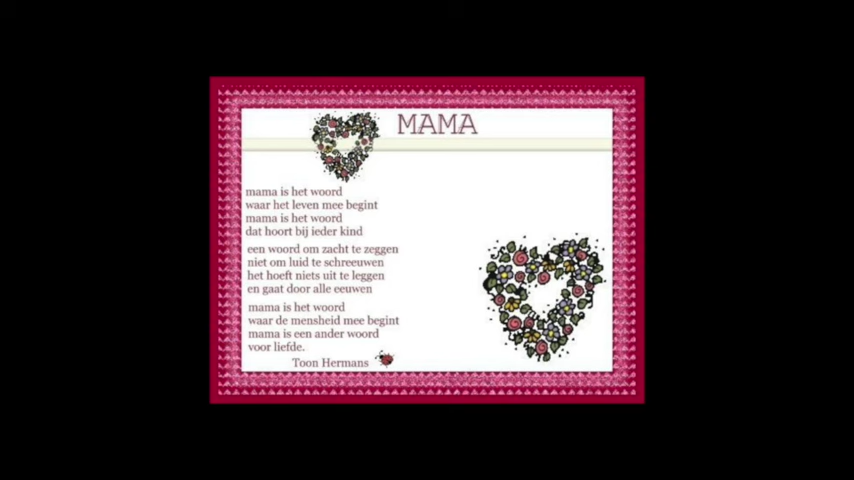 MAMA
mama is het woord
waar het leven mee begint
mama is het woord
dat hoort bij ieder kind
een woord om zacht te zeggen
niet om luid te schreeuwen
het hoeft niets uit te leggen
en gaat door alle eeuwen
mama is het woord
waar de mensheid mee begint
mama is een ander woord
voor liefde.
Toon Hermans